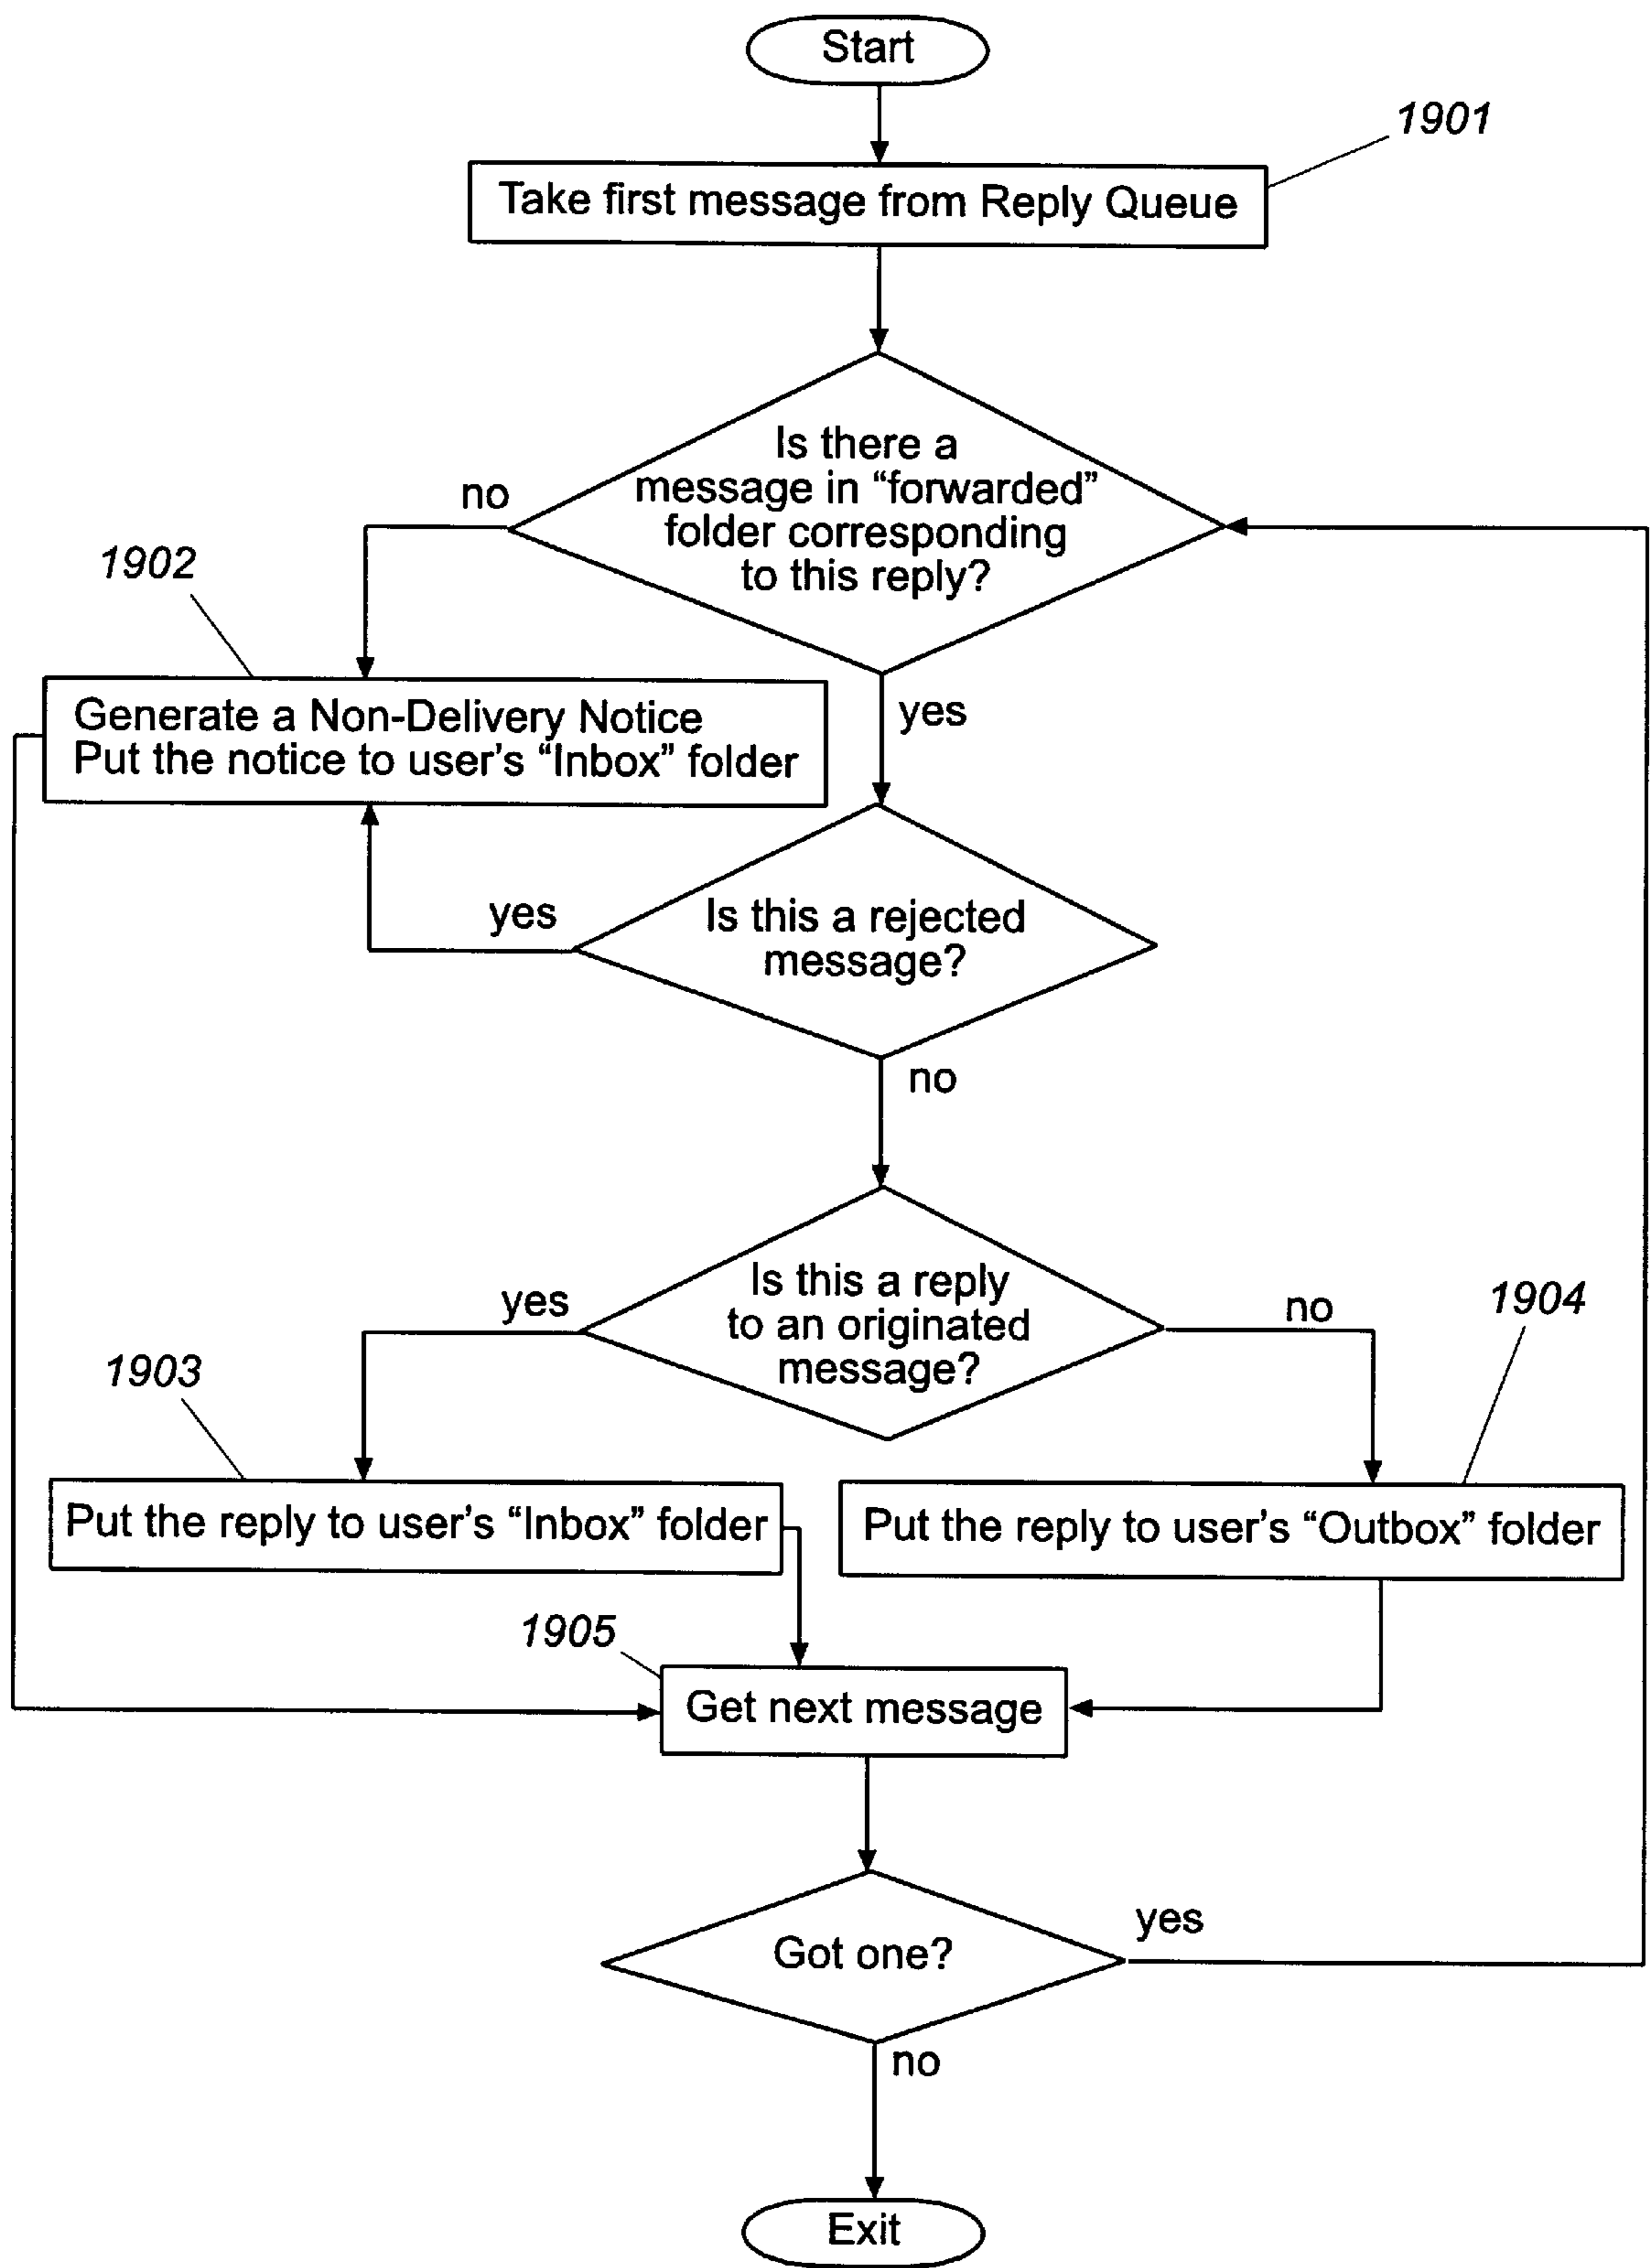 Start
1901
Take first message from Reply Queue
Is there a
message in “forwarded”
folder corresponding
to this reply?
no
1902
yes
Generate a Non-Delivery Notice
Put the notice to user’s “Inbox” folder
yes
Is this a rejected
message?
no
Is this a reply
to an originated
message?
yes
no
1904
1903
Put the reply to user’s “Inbox” folder
Put the reply to user’s “Outbox” folder
1905
Get next message
yes
Got one?
no
Exit